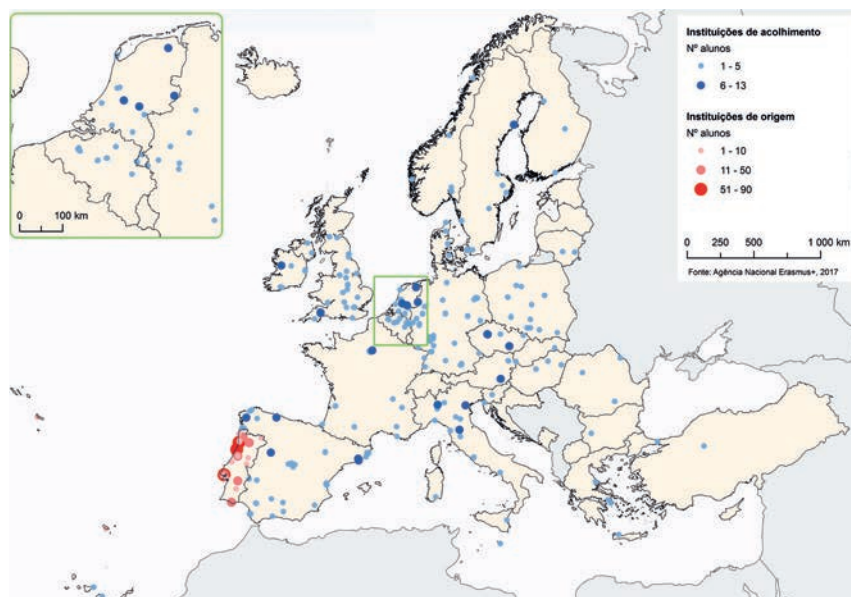 Instituições de acolhimento
Nº alunos
1 - 5
6 - 13
Instituições de origem
Nº alunos
1 - 10
11 - 50
51 - 90
0 250 500 1 000 km
Fonte: Agência Nacional Erasmus+, 2017
0 100 km